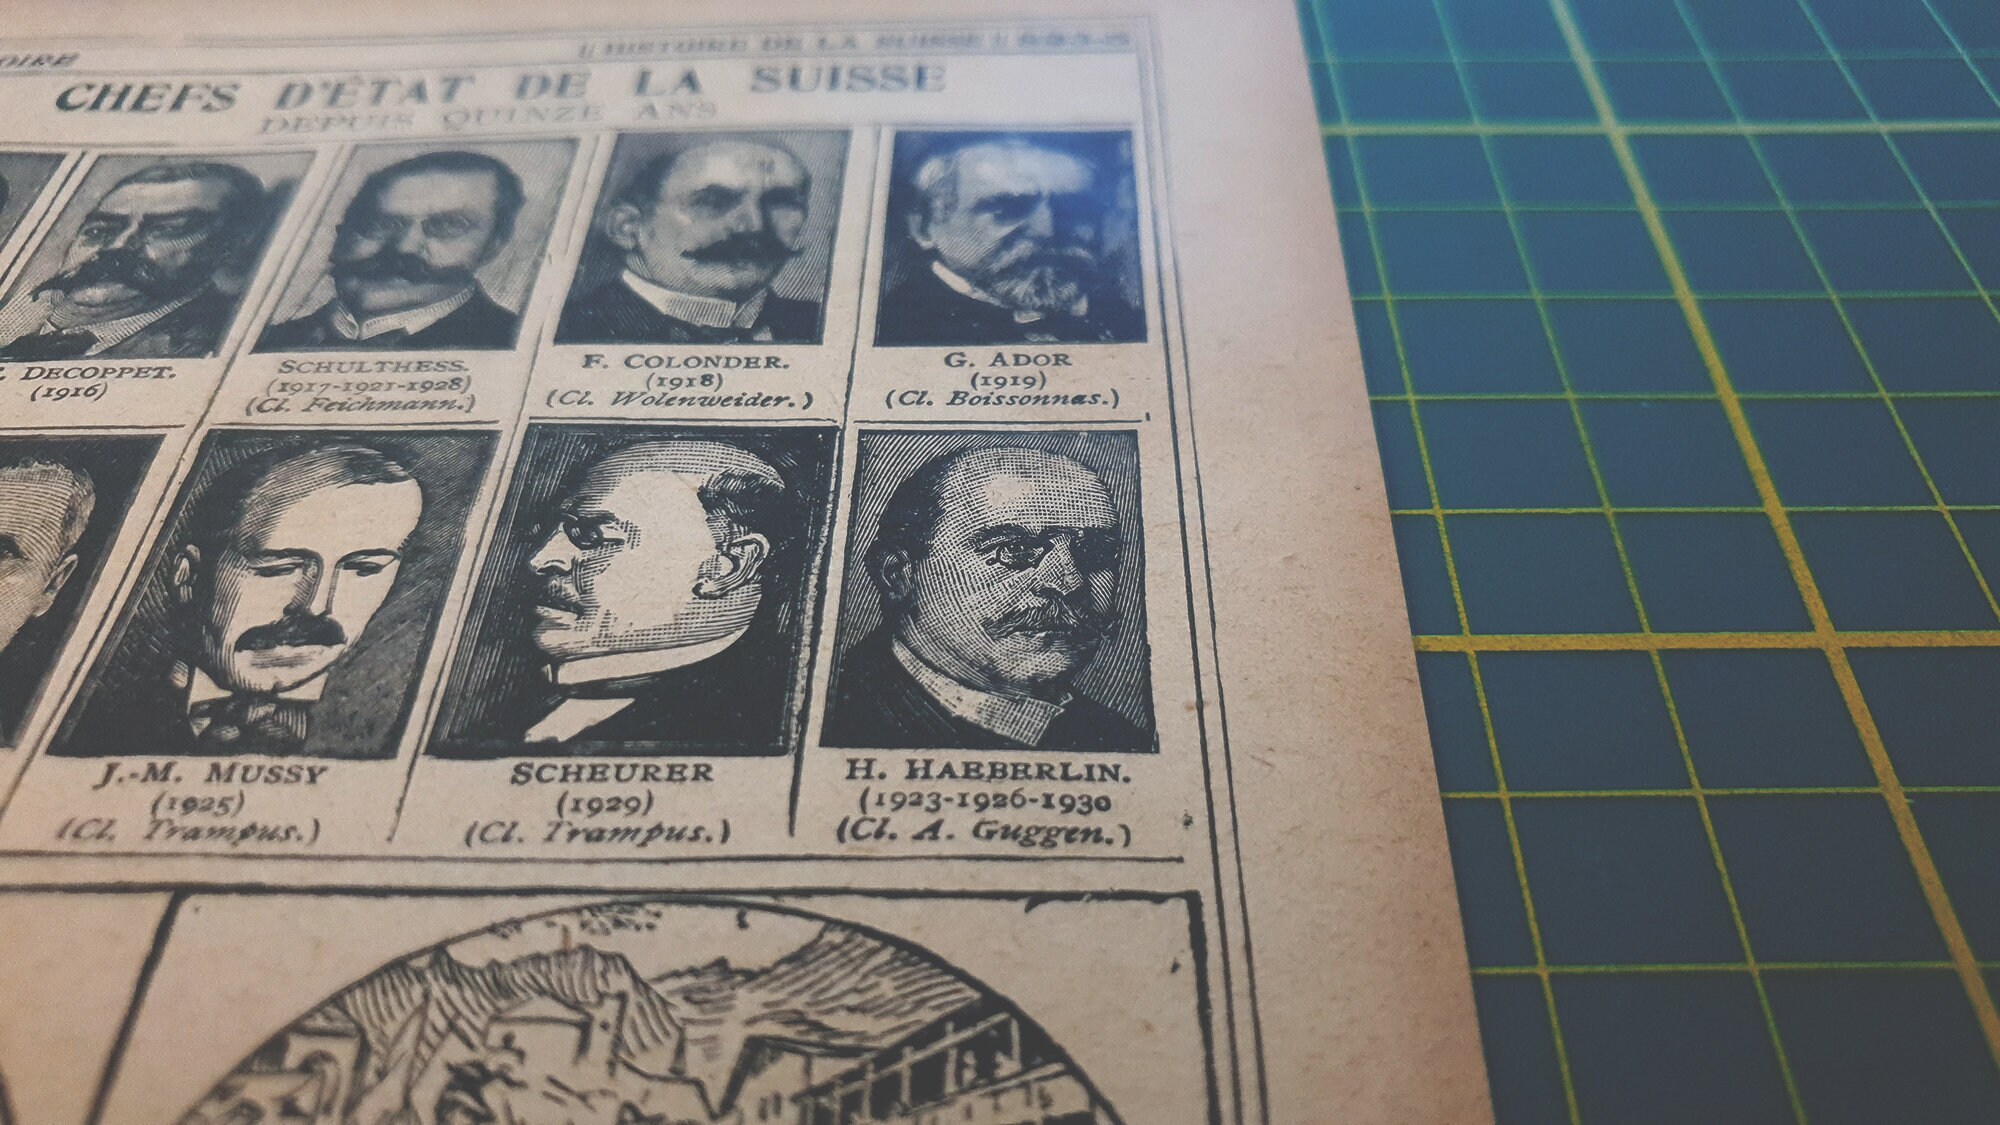 OIRE
L'HISTOIRE DE LA SUISSE
CHEFS D'ÉTAT DE LA SUISSE
DEPUIS QUINZE ANS
DECOPPET.
(1916)
SCHULTHESS.
(1917-1921-1928)
(Cl. Feichmann.)
F. COLONDER.
(1918)
(Cl. Wolenweider.)
G. ADOR
(1919)
(Cl. Boissonnas.)
J.-M. MUSSY
(1925)
(Cl. Trampus.)
SCHEURER
(1929)
(Cl. Trampus.)
H. HAEBERLIN.
(1923-1926-1930
(Cl. A. Guggen.)